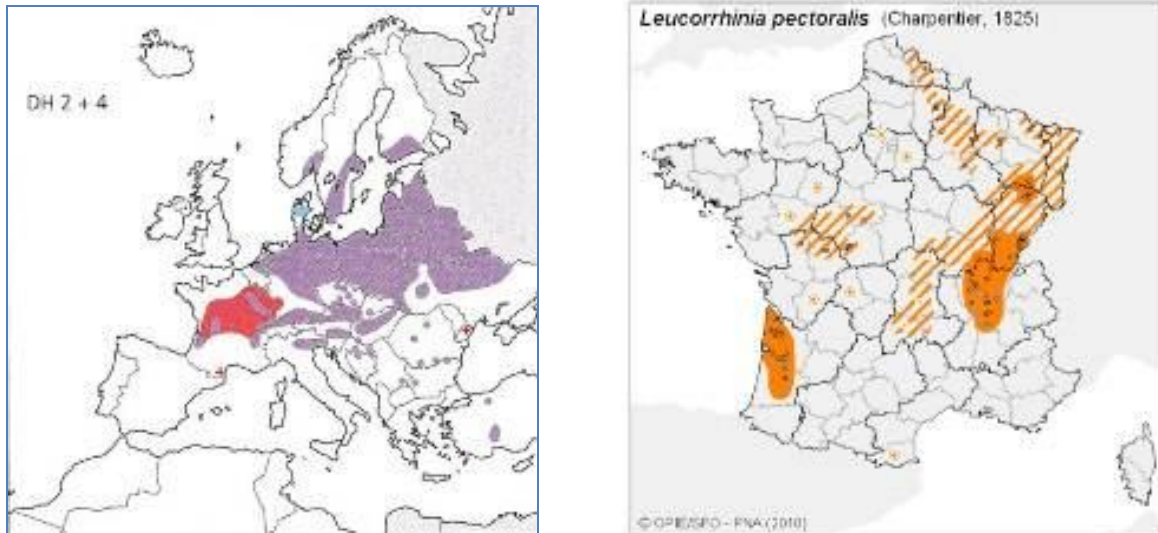 DH 2 + 4
Leucorrhinia pectoralis (Charpentier, 1825)
© OPIE/SFO - PNA (2010)